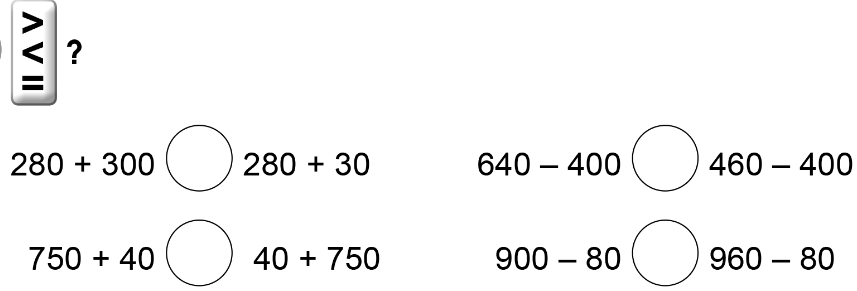 >
<
=
?
280 + 300 280 + 30
640 – 400 460 – 400
750 + 40 40 + 750
900 – 80 960 – 80